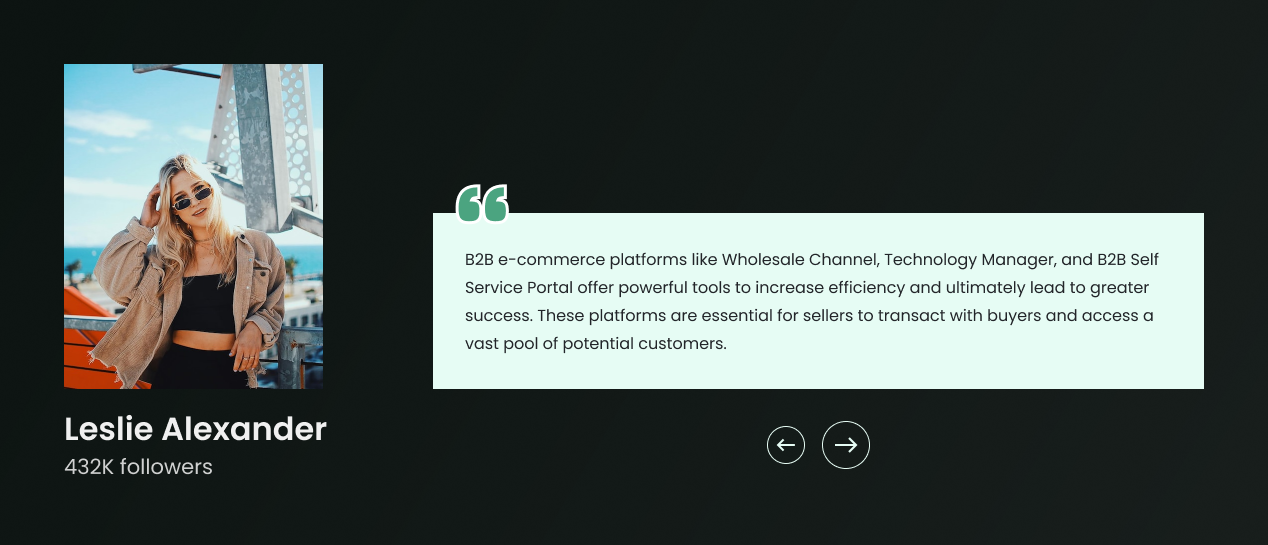 B2B e-commerce platforms like Wholesale Channel, Technology Manager, and B2B Self
Service Portal offer powerful tools to increase efficiency and ultimately lead to greater
success. These platforms are essential for sellers to transact with buyers and access a
vast pool of potential customers.
Leslie Alexander
432K followers